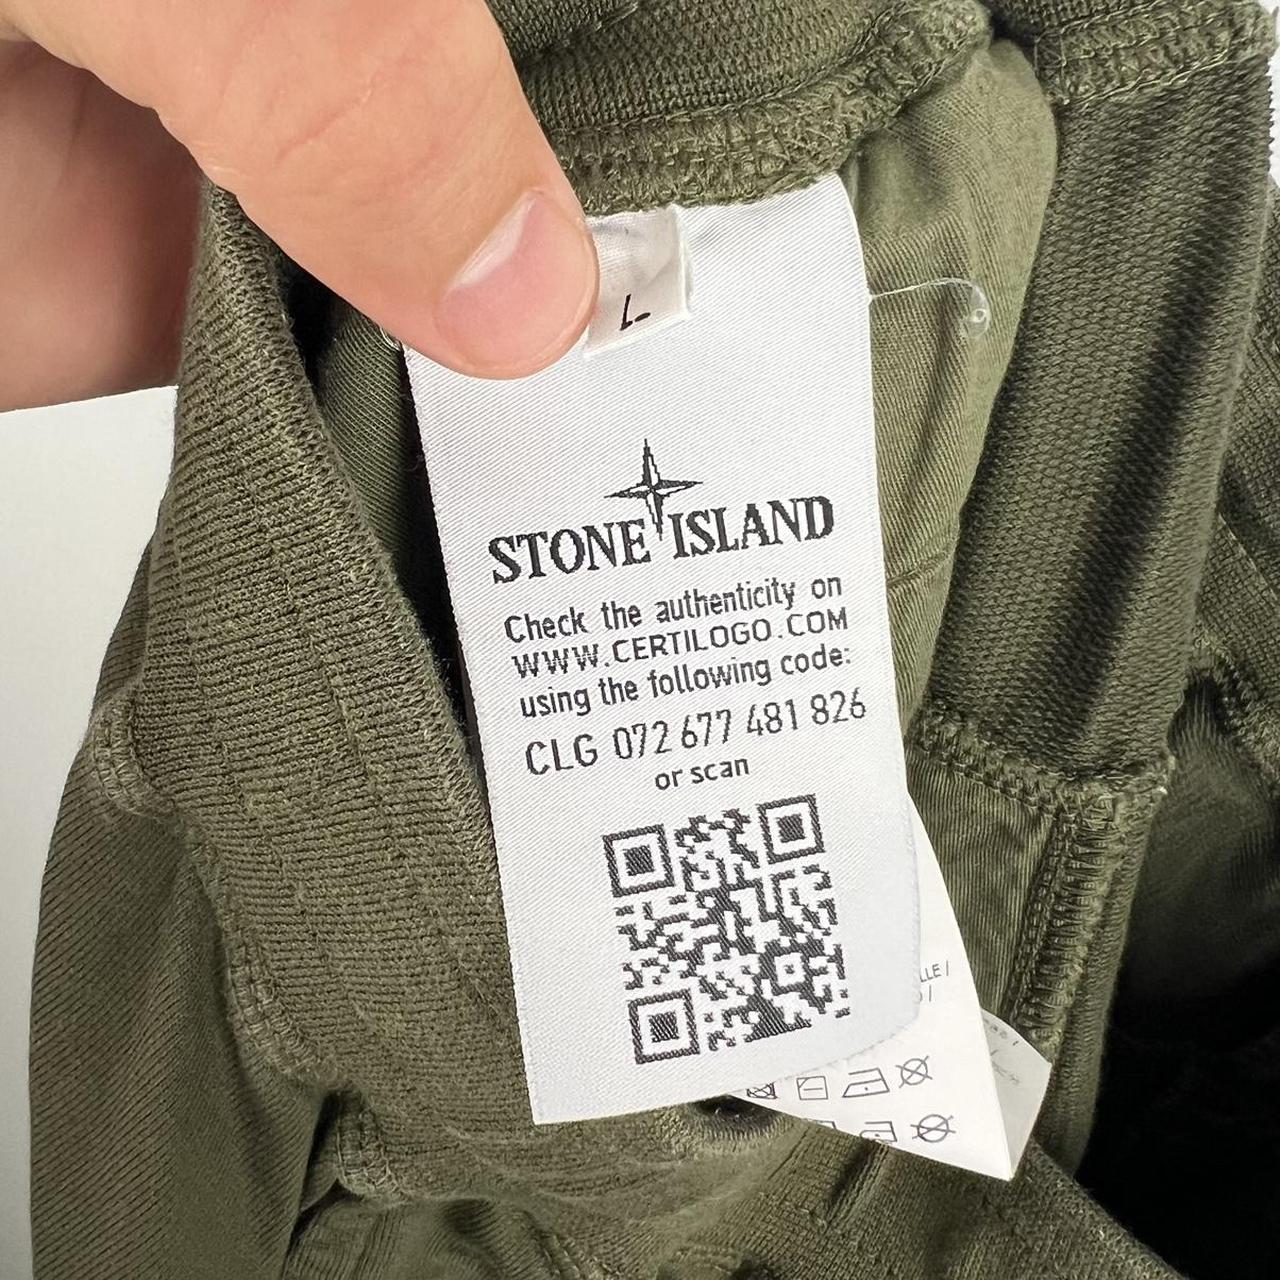 STONE ISLAND
Check the authenticity on
WWW.CERTILOGO.COM
using the following code:
CLG 072 677 481 826
or scan
LLE /